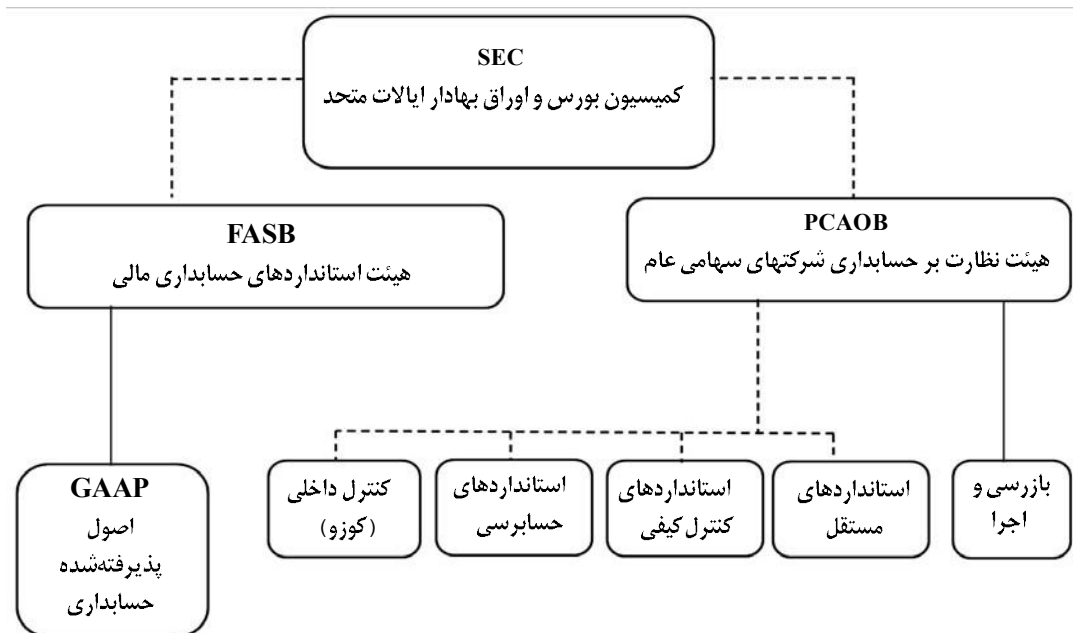 SEC
کمیسیون بورس و اوراق بهادار ایالات متحد
PCAOB
هیئت نظارت بر حسابداری شرکتهای سهامی عام
FASB
هیئت استانداردهای حسابداری مالی
بازرسی و
اجرا
استانداردهای
مستقل
استانداردهای
کنترل کیفی
استانداردهای
حسابرسی
کنترل داخلی
(کوزو)
GAAP
اصول
پذیرفته‌شده
حسابداری